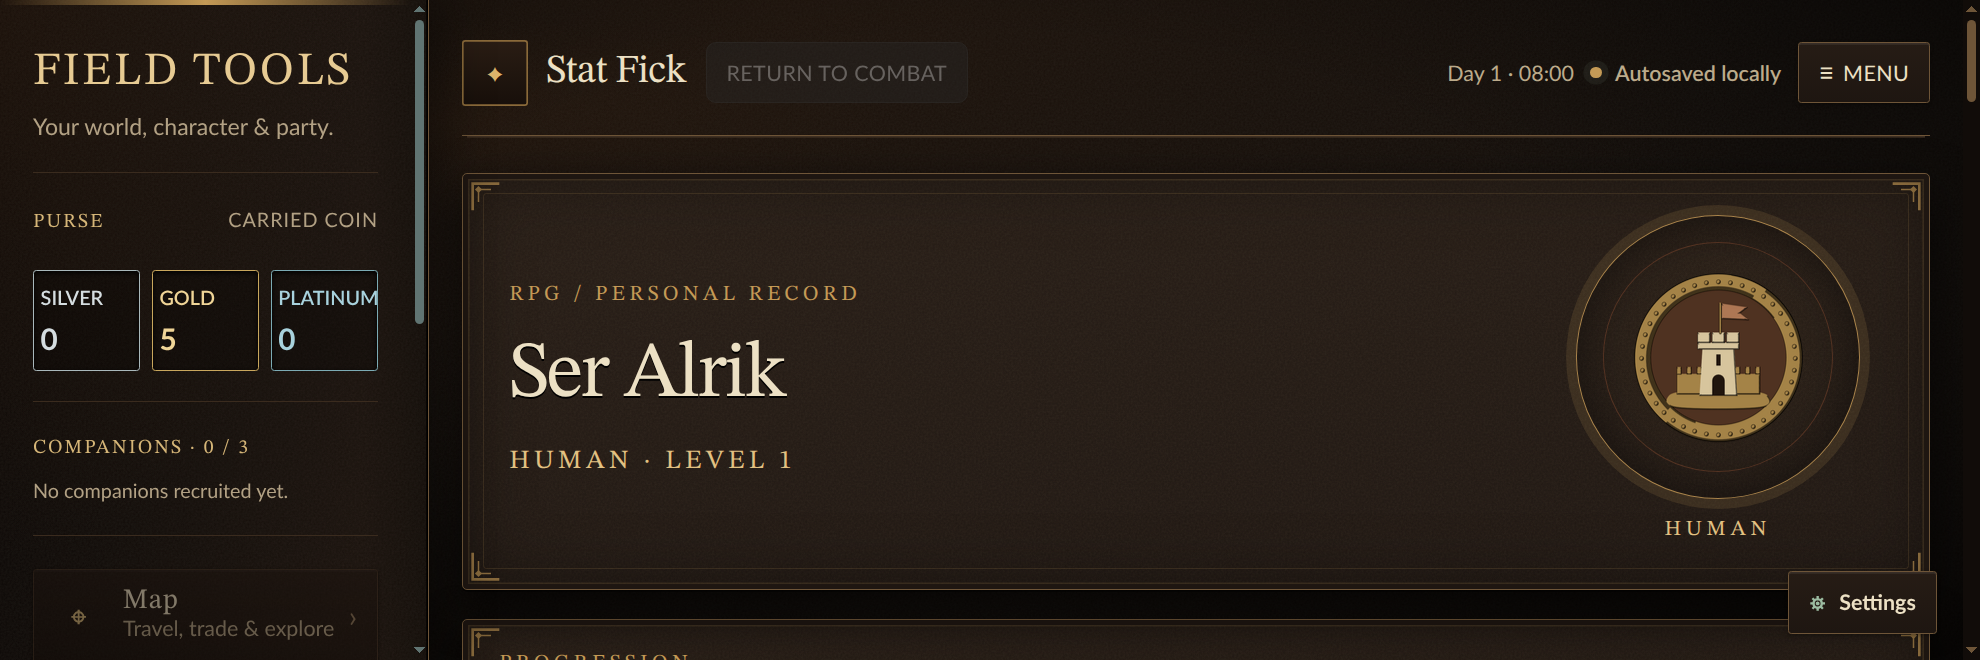 FIELD TOOLS
Your world, character & party.
PURSE
CARRIED COIN
SILVER
0
GOLD
5
PLATINUM
0
COMPANIONS · 0 / 3
No companions recruited yet.
Map
Travel, trade & explore
Stat Fick
RETURN TO COMBAT
Day 1 · 08:00
Autosaved locally
☰ MENU
RPG / PERSONAL RECORD
Ser Alrik
HUMAN · LEVEL 1
HUMAN
Settings
PROGRESSION